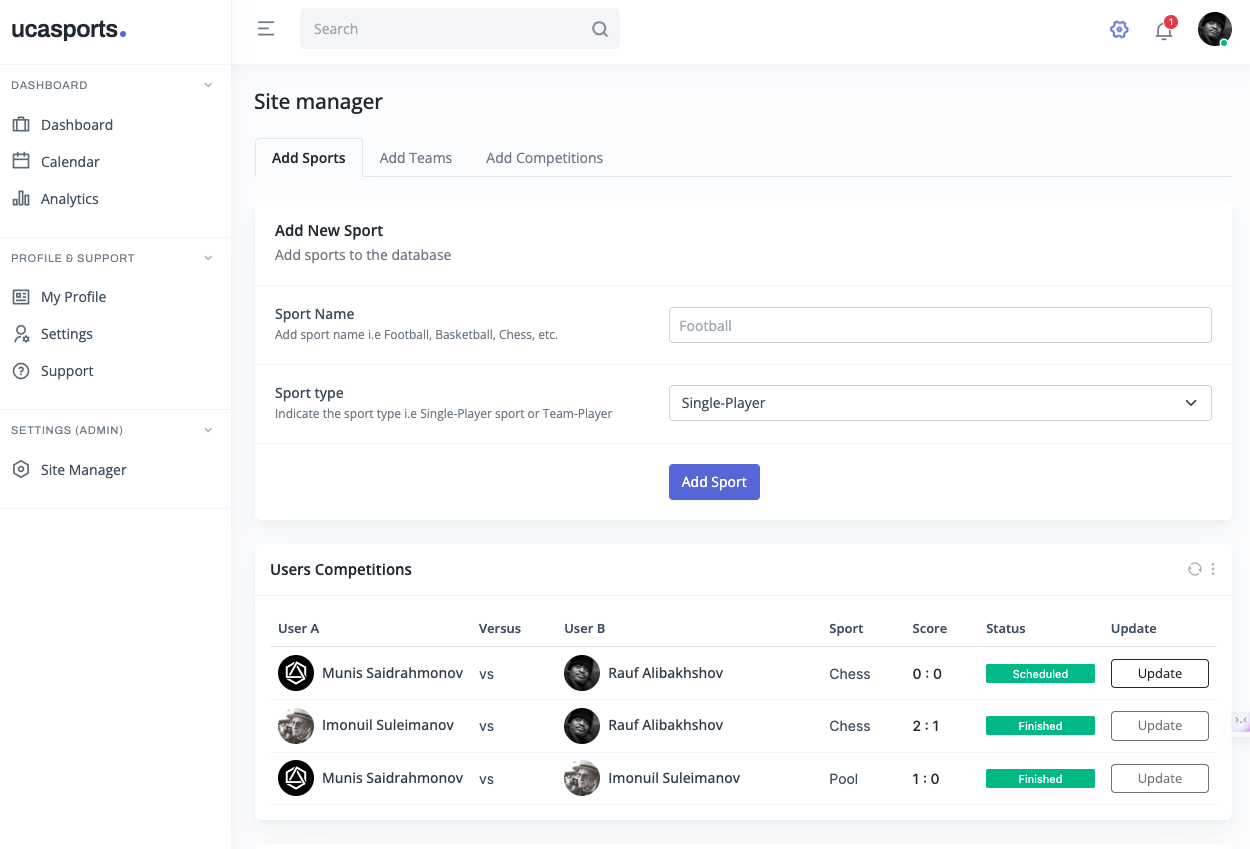 ucasports.
Search
1
DASHBOARD
Dashboard
Calendar
Analytics
PROFILE & SUPPORT
My Profile
Settings
Support
SETTINGS (ADMIN)
Site Manager
Site manager
Add Sports Add Teams Add Competitions
Add New Sport
Add sports to the database
Sport Name
Add sport name i.e Football, Basketball, Chess, etc.
Football
Sport type
Indicate the sport type i.e Single-Player sport or Team-Player
Single-Player
Add Sport
Users Competitions
User A Versus User B Sport Score Status Update
Munis Saidrahmonov vs Rauf Alibakhshov Chess 0 : 0 Scheduled Update
Imonuil Suleimanov vs Rauf Alibakhshov Chess 2 : 1 Finished Update
Munis Saidrahmonov vs Imonuil Suleimanov Pool 1 : 0 Finished Update